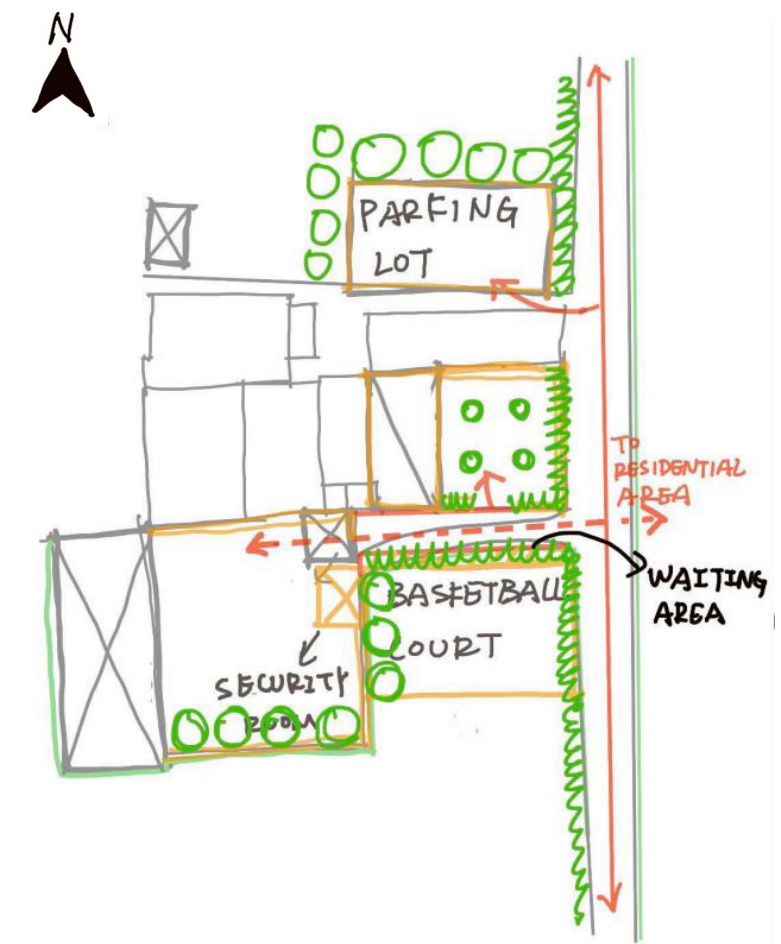 N
PARKING
LOT
TO
RESIDENTIAL
AREA
WAITING
AREA
BASKETBALL
COURT
SECURITY
ROOM